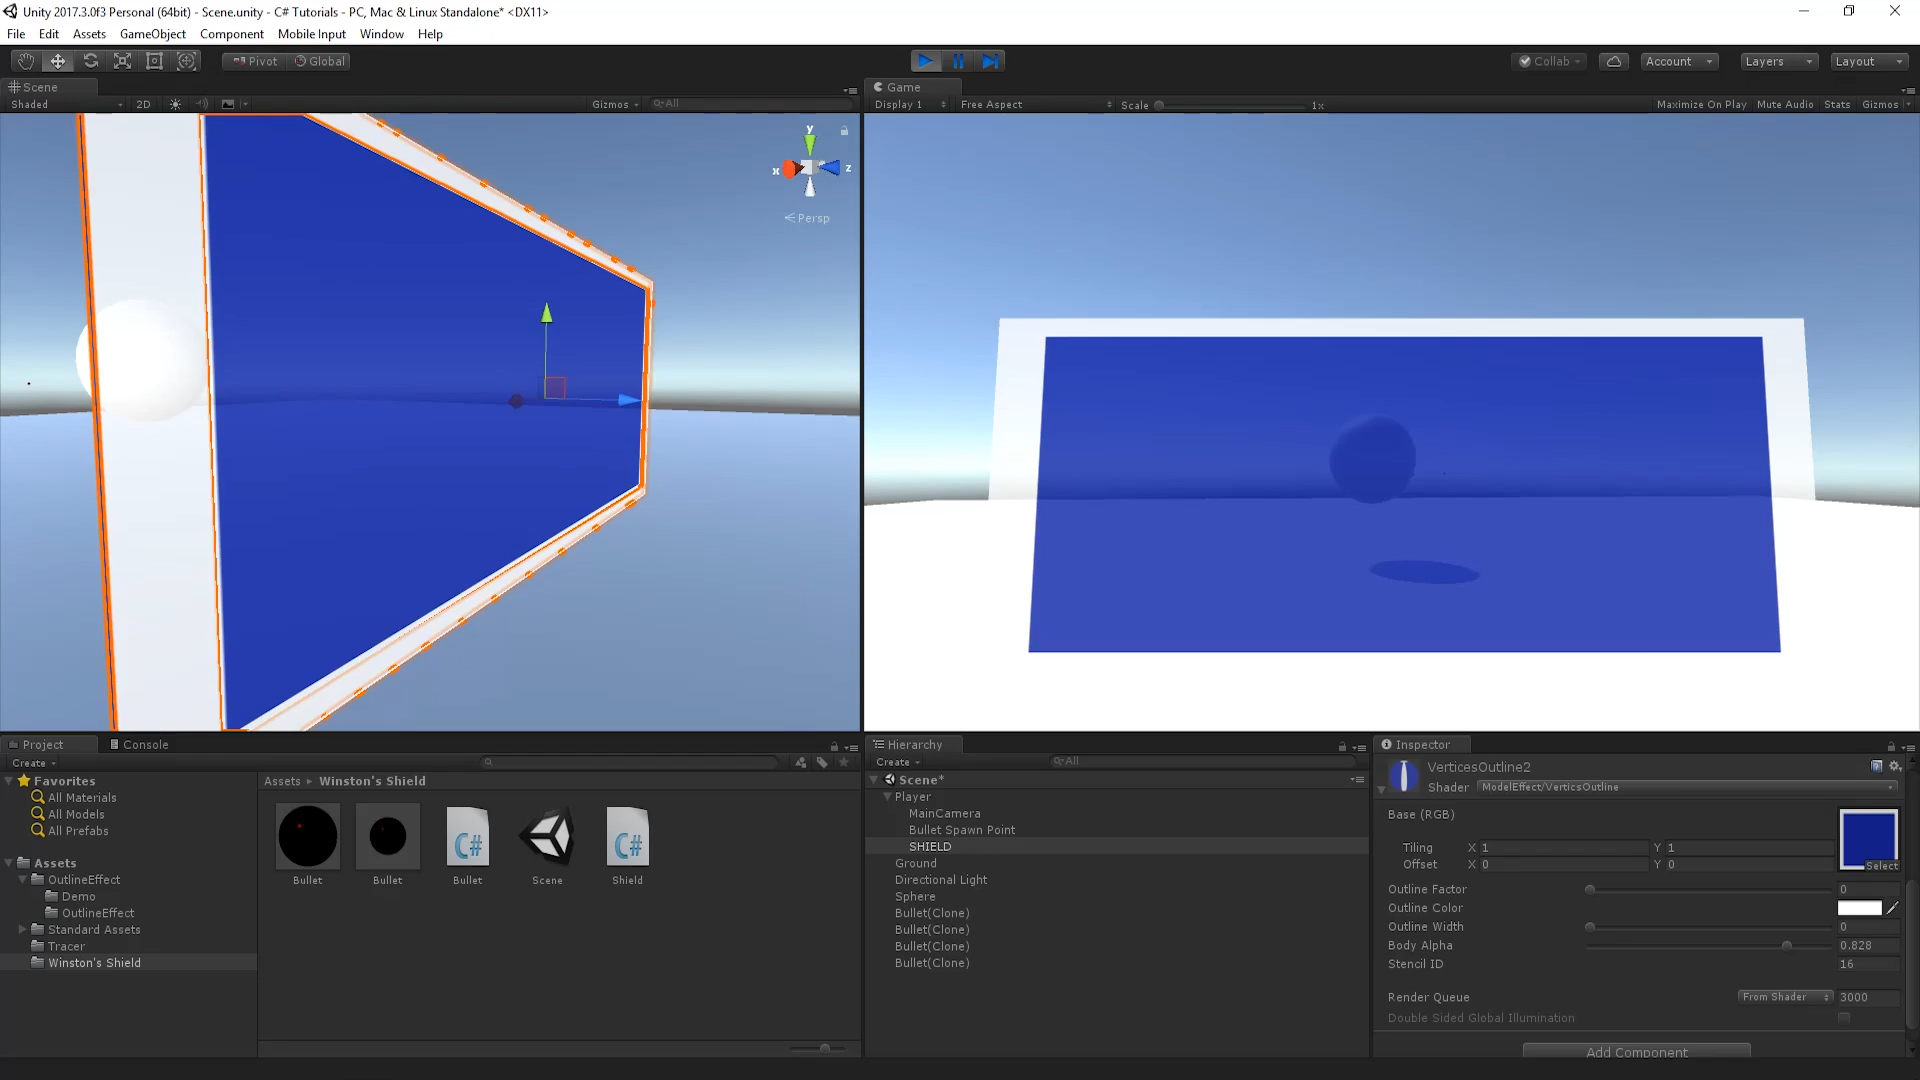 Unity 2017.3.0f3 Personal (64bit) - Scene.unity - C# Tutorials - PC, Mac & Linux Standalone* <DX11>
File Edit Assets GameObject Component Mobile Input Window Help
Pivot Global Collab Account Layers Layout
Scene
Shaded 2D Gizmos All
y
x z
Persp
Game
Display 1 Free Aspect Scale 1x Maximize On Play Mute Audio Stats Gizmos
Project Console
Create
Favorites
All Materials
All Models
All Prefabs
Assets
OutlineEffect
Demo
OutlineEffect
Standard Assets
Tracer
Winston's Shield
Assets Winston's Shield
C# C#
Bullet Bullet Bullet Scene Shield
Hierarchy
Create All
Scene*
Player
MainCamera
Bullet Spawn Point
SHIELD
Ground
Directional Light
Sphere
Bullet(Clone)
Bullet(Clone)
Bullet(Clone)
Bullet(Clone)
Inspector
VerticesOutline2
Shader ModelEffect/VerticsOutline
Base (RGB)
Tiling X 1 Y 1
Offset X 0 Y 0
Select
Outline Factor 0
Outline Color
Outline Width 0
Body Alpha 0.828
Stencil ID 16
Render Queue From Shader 3000
Double Sided Global Illumination
Add Component